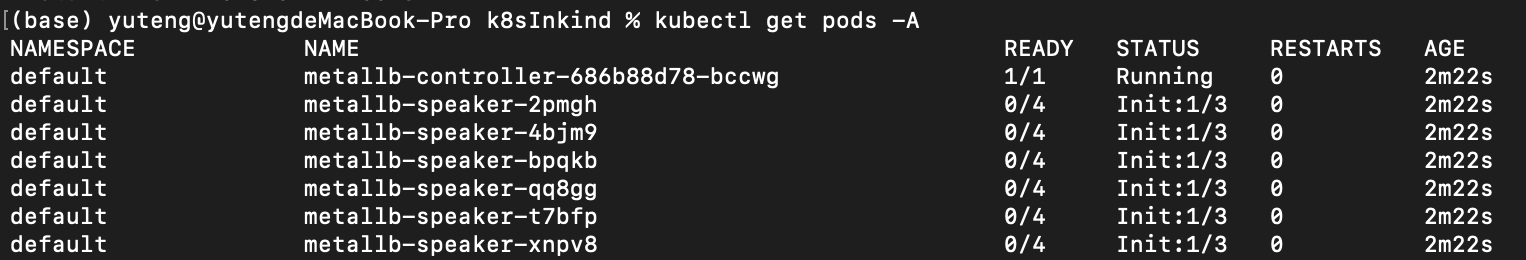 [(base) yuteng@yutengdeMacBook-Pro k8sInkind % kubectl get pods -A
NAMESPACE NAME READY STATUS RESTARTS AGE
default metallb-controller-686b88d78-bccwg 1/1 Running 0 2m22s
default metallb-speaker-2pmgh 0/4 Init:1/3 0 2m22s
default metallb-speaker-4bjm9 0/4 Init:1/3 0 2m22s
default metallb-speaker-bpqkb 0/4 Init:1/3 0 2m22s
default metallb-speaker-qq8gg 0/4 Init:1/3 0 2m22s
default metallb-speaker-t7bfp 0/4 Init:1/3 0 2m22s
default metallb-speaker-xnpv8 0/4 Init:1/3 0 2m22s